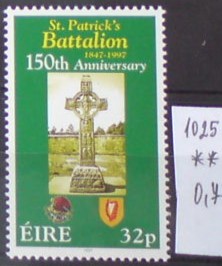 St. Patrick's
Battalion
1847-1997
150th Anniversary
ÉIRE 32p
1025
**
0,7